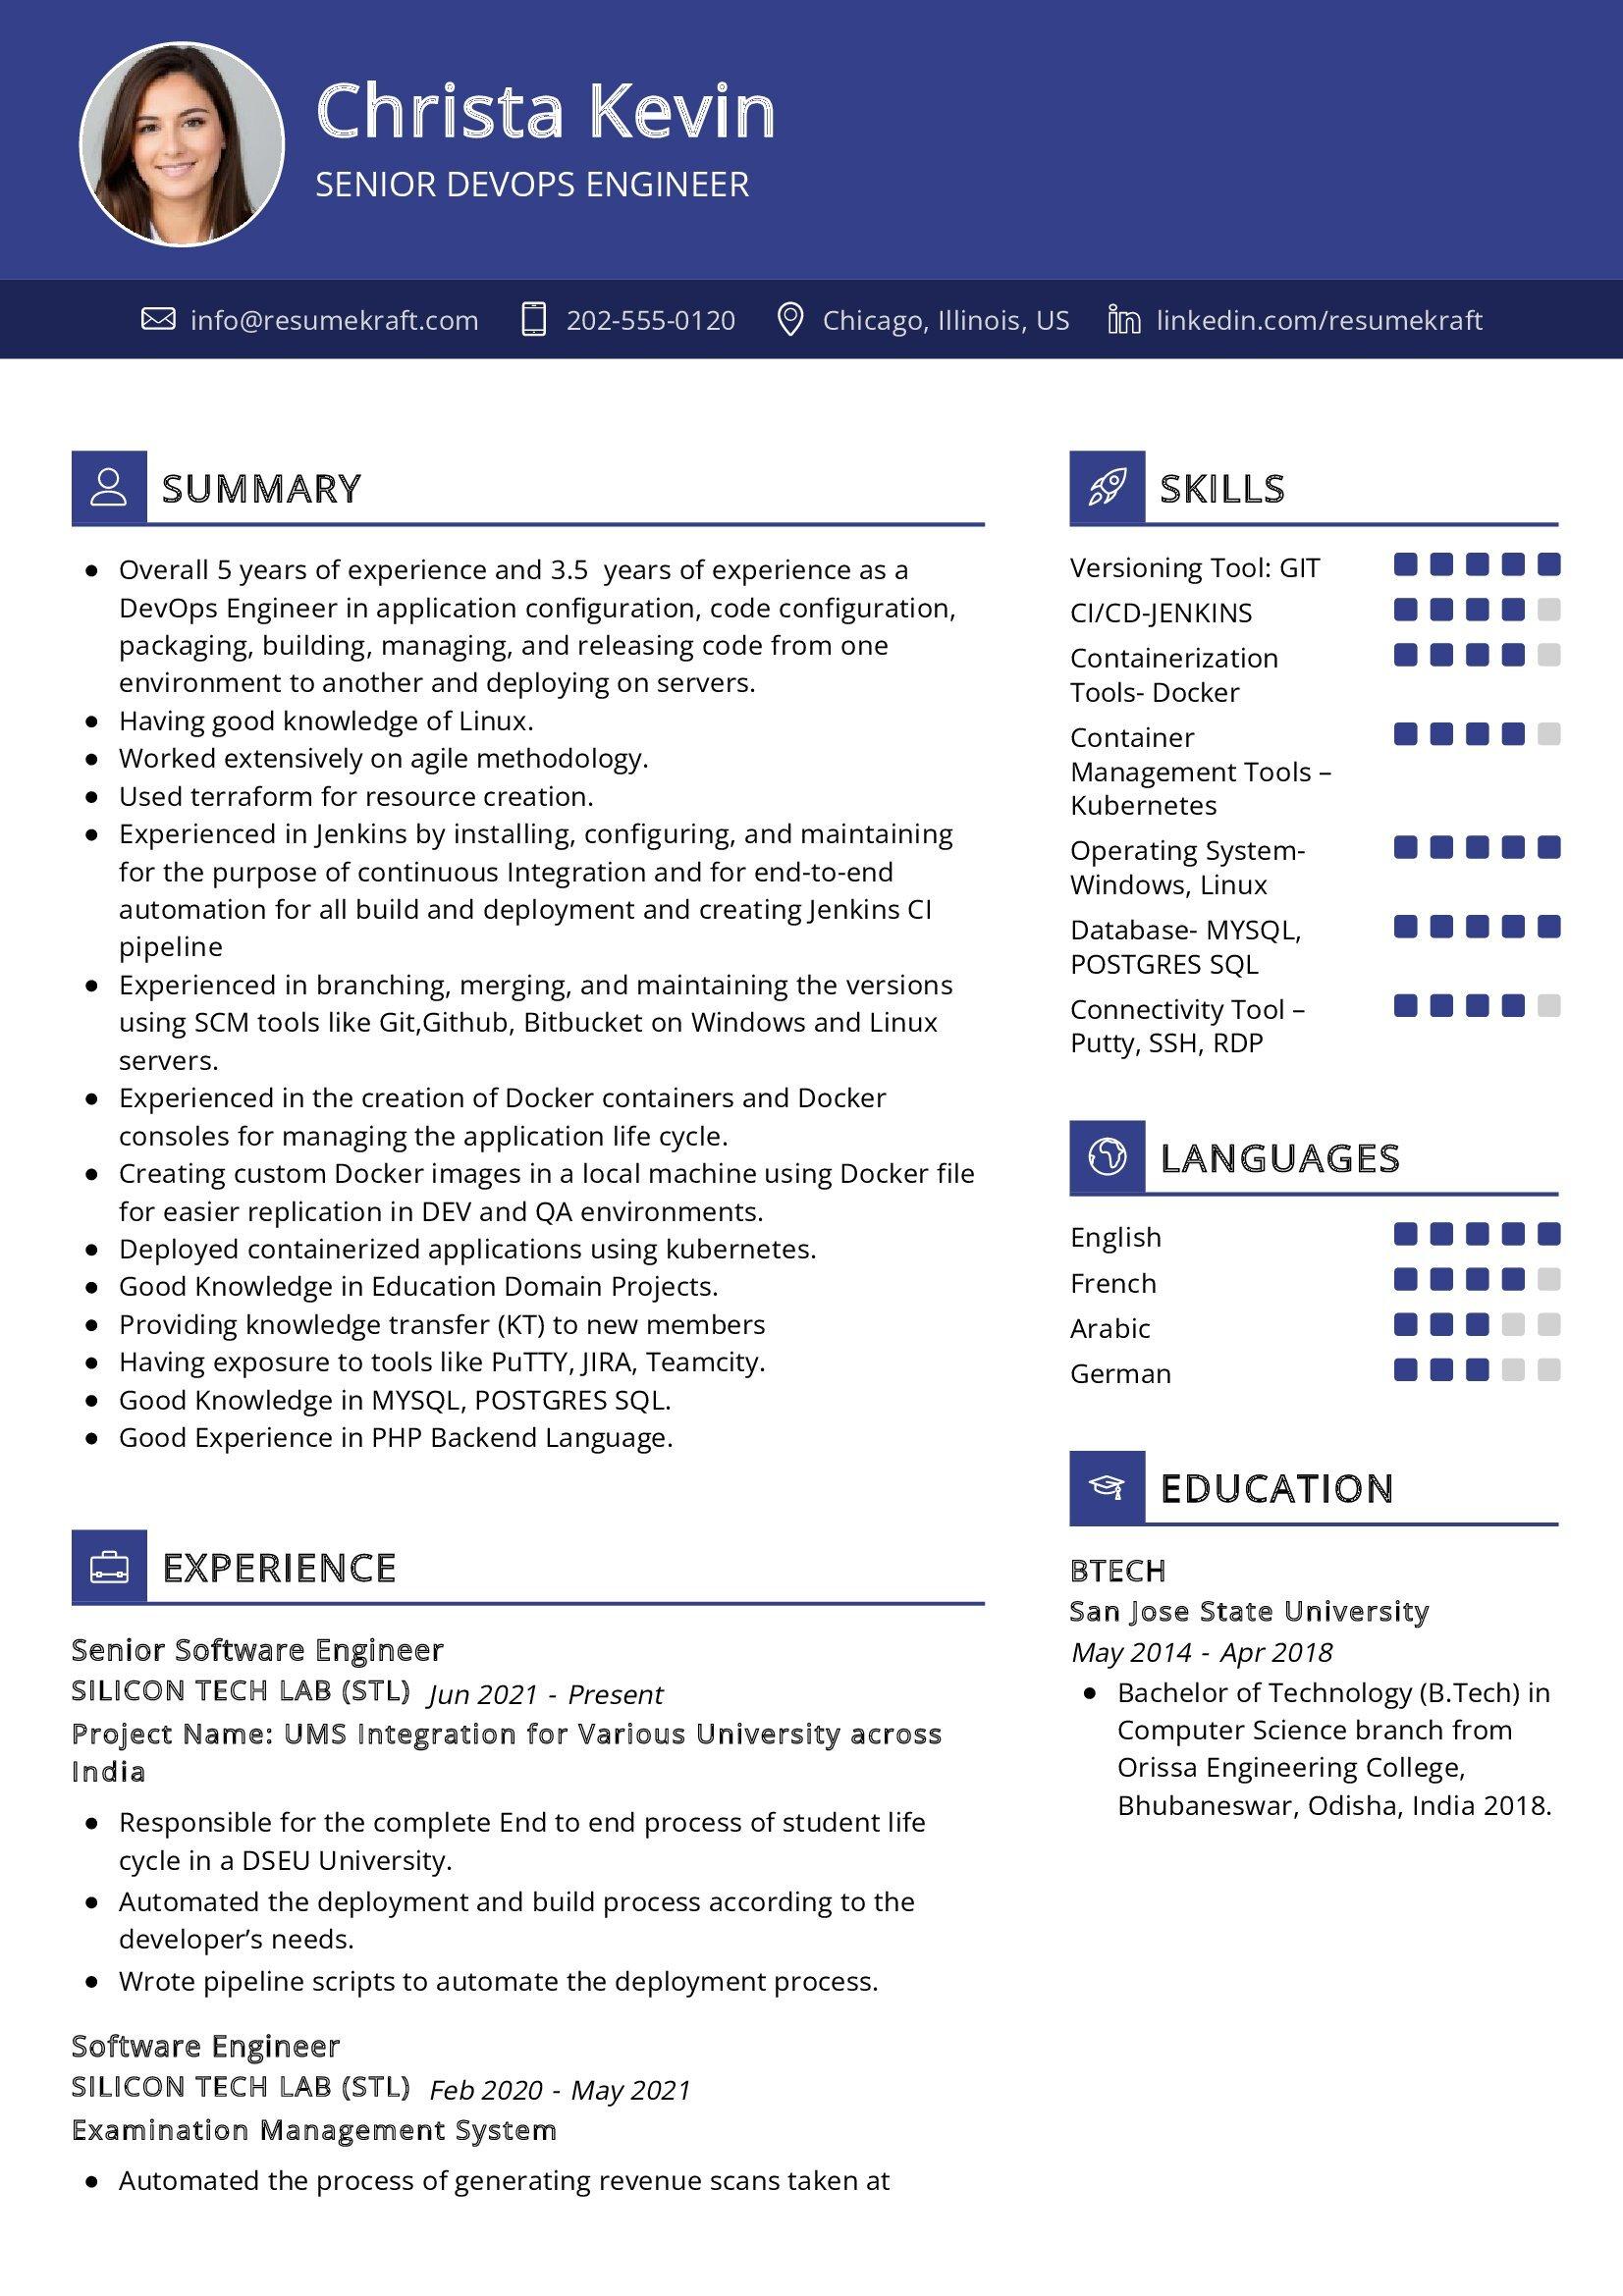 Christa Kevin
SENIOR DEVOPS ENGINEER
info@resumekraft.com 202-555-0120 Chicago, Illinois, US linkedin.com/resumekraft
SUMMARY
● Overall 5 years of experience and 3.5  years of experience as a
DevOps Engineer in application configuration, code configuration,
packaging, building, managing, and releasing code from one
environment to another and deploying on servers.
● Having good knowledge of Linux.
● Worked extensively on agile methodology.
● Used terraform for resource creation.
● Experienced in Jenkins by installing, configuring, and maintaining
for the purpose of continuous Integration and for end-to-end
automation for all build and deployment and creating Jenkins CI
pipeline
● Experienced in branching, merging, and maintaining the versions
using SCM tools like Git,Github, Bitbucket on Windows and Linux
servers.
● Experienced in the creation of Docker containers and Docker
consoles for managing the application life cycle.
● Creating custom Docker images in a local machine using Docker file
for easier replication in DEV and QA environments.
● Deployed containerized applications using kubernetes.
● Good Knowledge in Education Domain Projects.
● Providing knowledge transfer (KT) to new members
● Having exposure to tools like PuTTY, JIRA, Teamcity.
● Good Knowledge in MYSQL, POSTGRES SQL.
● Good Experience in PHP Backend Language.
EXPERIENCE
Senior Software Engineer
SILICON TECH LAB (STL) Jun 2021 - Present
Project Name: UMS Integration for Various University across
India
● Responsible for the complete End to end process of student life
cycle in a DSEU University.
● Automated the deployment and build process according to the
developer’s needs.
● Wrote pipeline scripts to automate the deployment process.
Software Engineer
SILICON TECH LAB (STL) Feb 2020 - May 2021
Examination Management System
● Automated the process of generating revenue scans taken at
SKILLS
Versioning Tool: GIT
CI/CD-JENKINS
Containerization
Tools- Docker
Container
Management Tools –
Kubernetes
Operating System-
Windows, Linux
Database- MYSQL,
POSTGRES SQL
Connectivity Tool –
Putty, SSH, RDP
LANGUAGES
English
French
Arabic
German
EDUCATION
BTECH
San Jose State University
May 2014 - Apr 2018
● Bachelor of Technology (B.Tech) in
Computer Science branch from
Orissa Engineering College,
Bhubaneswar, Odisha, India 2018.